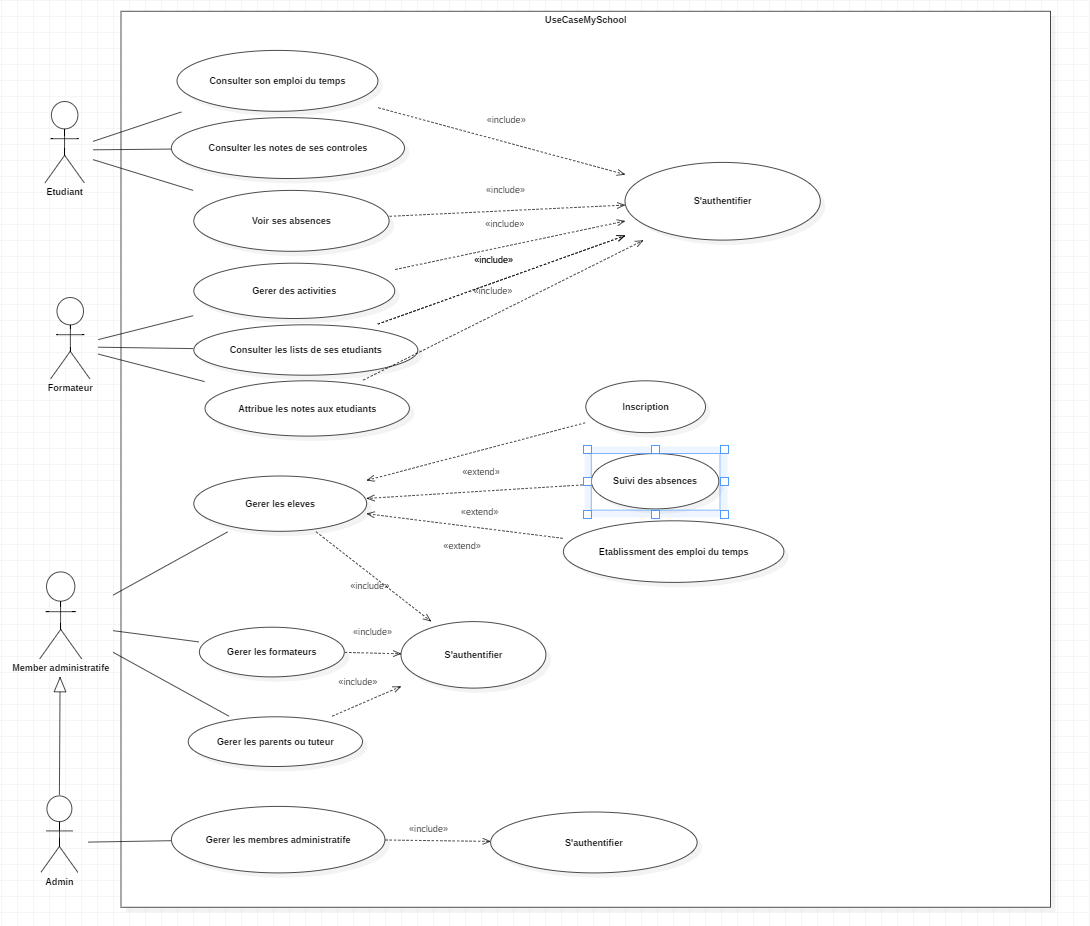 UseCaseMySchool
Consulter son emploi du temps
«include»
Consulter les notes de ses controles
Etudiant
«include»
S'authentifier
Voir ses absences
«include»
«include»
Gerer des activities
«include»
Consulter les lists de ses etudiants
Formateur
Attribue les notes aux etudiants
Inscription
«extend»
Suivi des absences
Gerer les eleves
«extend»
«extend»
Etablissment des emploi du temps
«include»
«include»
Gerer les formateurs
S'authentifier
Member administratife
«include»
Gerer les parents ou tuteur
«include»
Gerer les membres administratife
S'authentifier
Admin